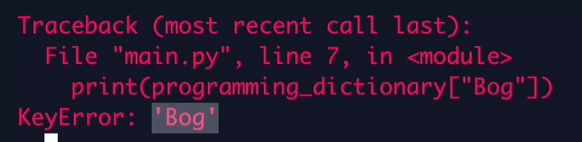 Traceback (most recent call last):
  File "main.py", line 7, in <module>
    print(programming_dictionary["Bog"])
KeyError: 'Bog'